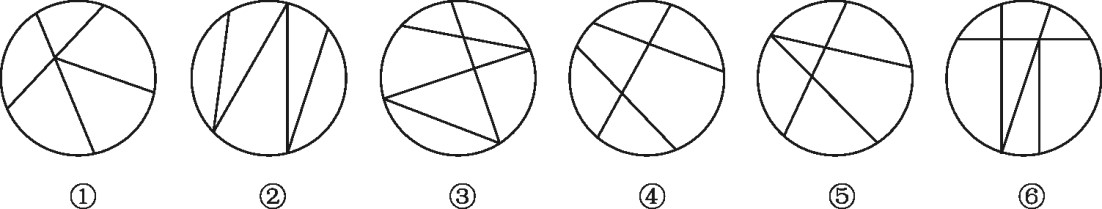 ① ② ③ ④ ⑤ ⑥